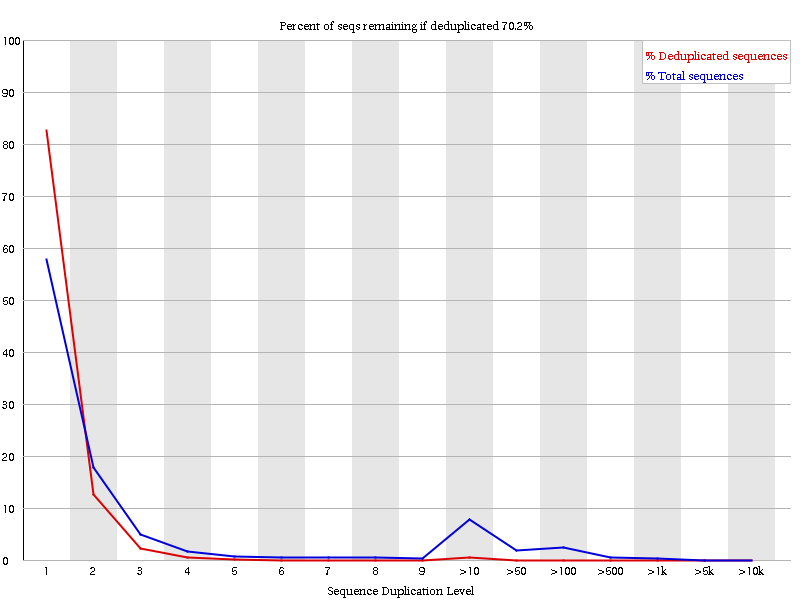 Percent of seqs remaining if deduplicated 70.2%
% Deduplicated sequences
% Total sequences
100
90
80
70
60
50
40
30
20
10
0
1 2 3 4 5 6 7 8 9 >10 >50 >100 >500 >1k >5k >10k
Sequence Duplication Level